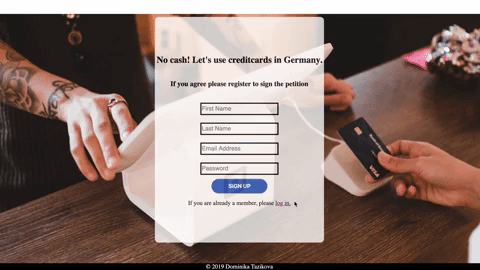 No cash! Let's use creditcards in Germany.
If you agree please register to sign the petition
First Name
Last Name
Email Address
Password
SIGN UP
If you are already a member, please log in.
VISA
© 2019 Dominika Tazikova